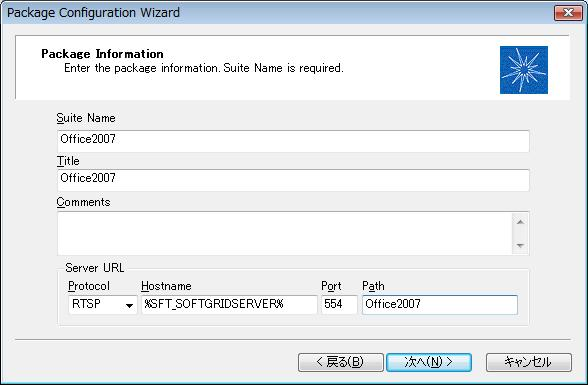 Package Configuration Wizard
Package Information
Enter the package information. Suite Name is required.
Suite Name
Office2007
Title
Office2007
Comments
Server URL
Protocol Hostname Port Path
RTSP %SFT_SOFTGRIDSERVER% 554 Office2007
< 戻る(B) 次へ(N) > キャンセル